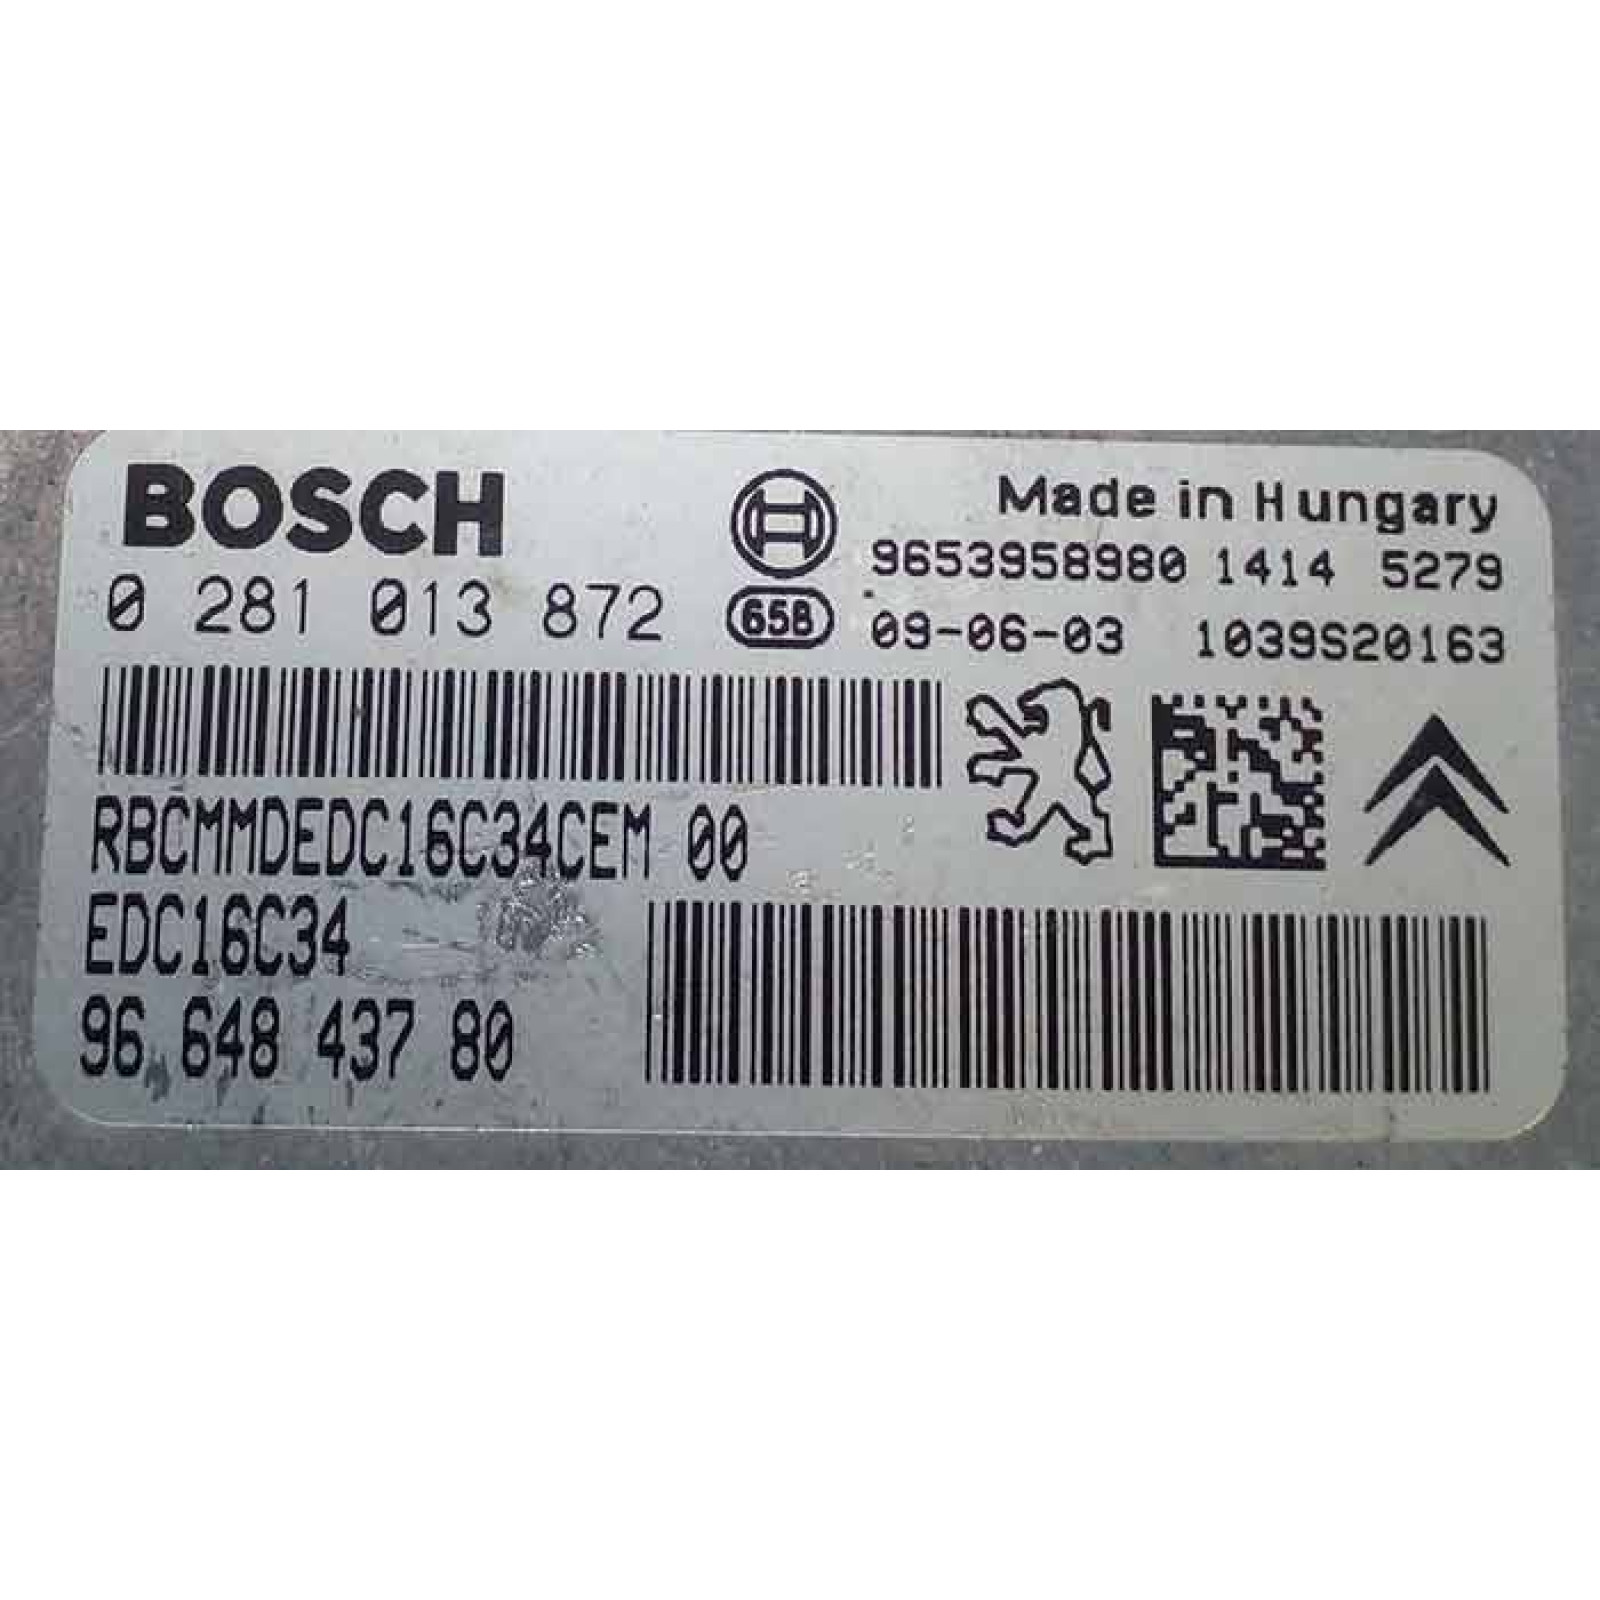 BOSCH
Made in Hungary
9653958980 1414 5279
0 281 013 872
658
09-06-03 1039S20163
RBCMMDEDC16C34CEM 00
EDC16C34
96 648 437 80